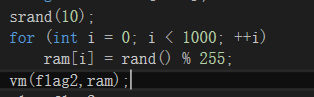 srand(10);
for (int i = 0; i < 1000; ++i)
ram[i] = rand() % 255;
vm(flag2,ram);